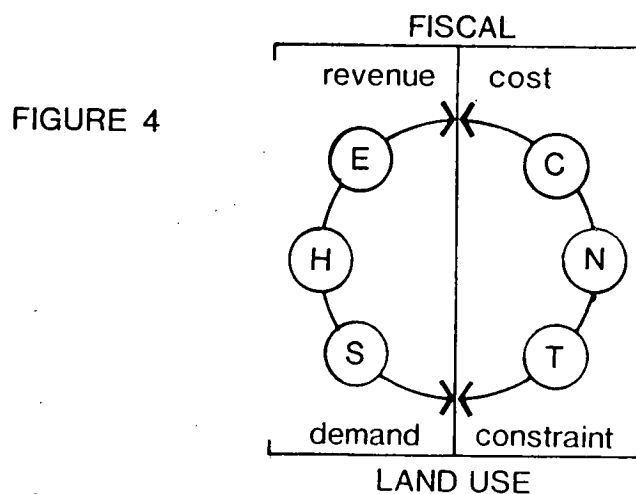 FISCAL
revenue cost
FIGURE 4
E C
H N
S T
demand constraint
LAND USE